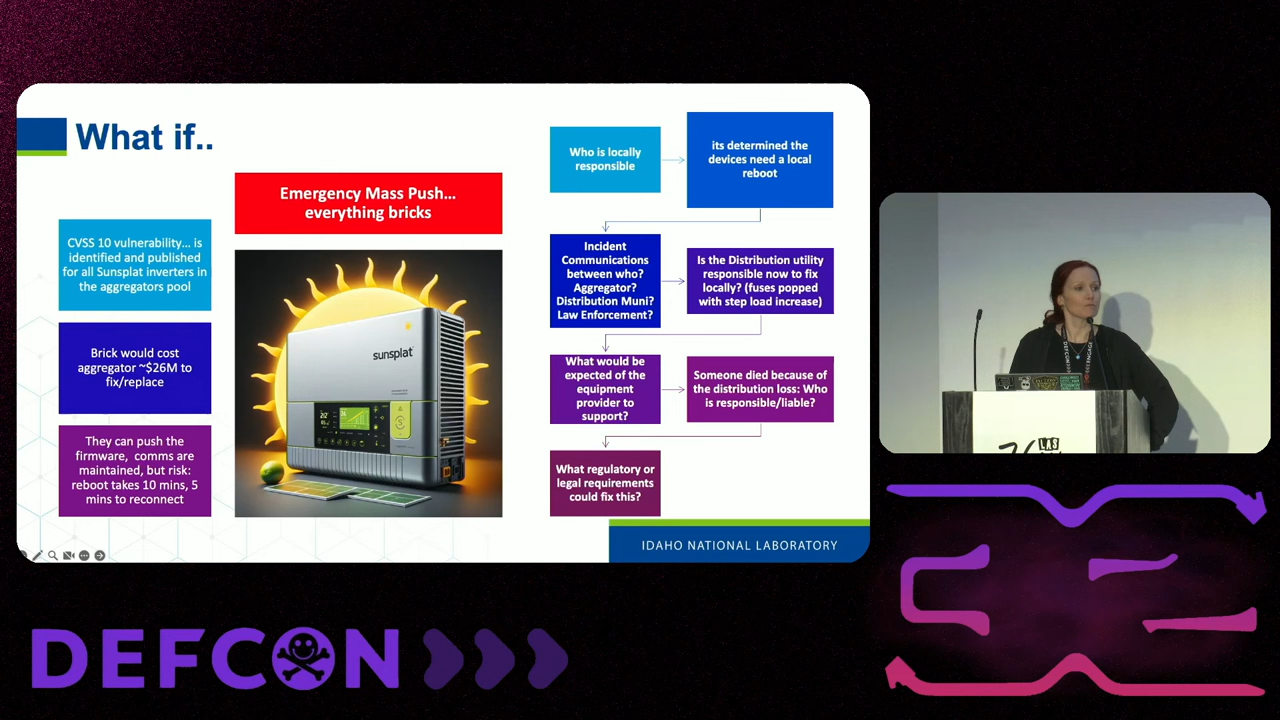 What if..
Emergency Mass Push...
everything bricks
CVSS 10 vulnerability... is
identified and published
for all Sunsplat inverters in
the aggregators pool
Brick would cost
aggregator ~$26M to
fix/replace
They can push the
firmware, comms are
maintained, but risk:
reboot takes 10 mins, 5
mins to reconnect
sunsplat
Who is locally
responsible
its determined the
devices need a local
reboot
Incident
Communications
between who?
Aggregator?
Distribution Muni?
Law Enforcement?
Is the Distribution utility
responsible now to fix
locally? (fuses popped
with step load increase)
What would be
expected of the
equipment
provider to
support?
Someone died because of
the distribution loss: Who
is responsible/liable?
What regulatory or
legal requirements
could fix this?
IDAHO NATIONAL LABORATORY
DEFCON
LAS